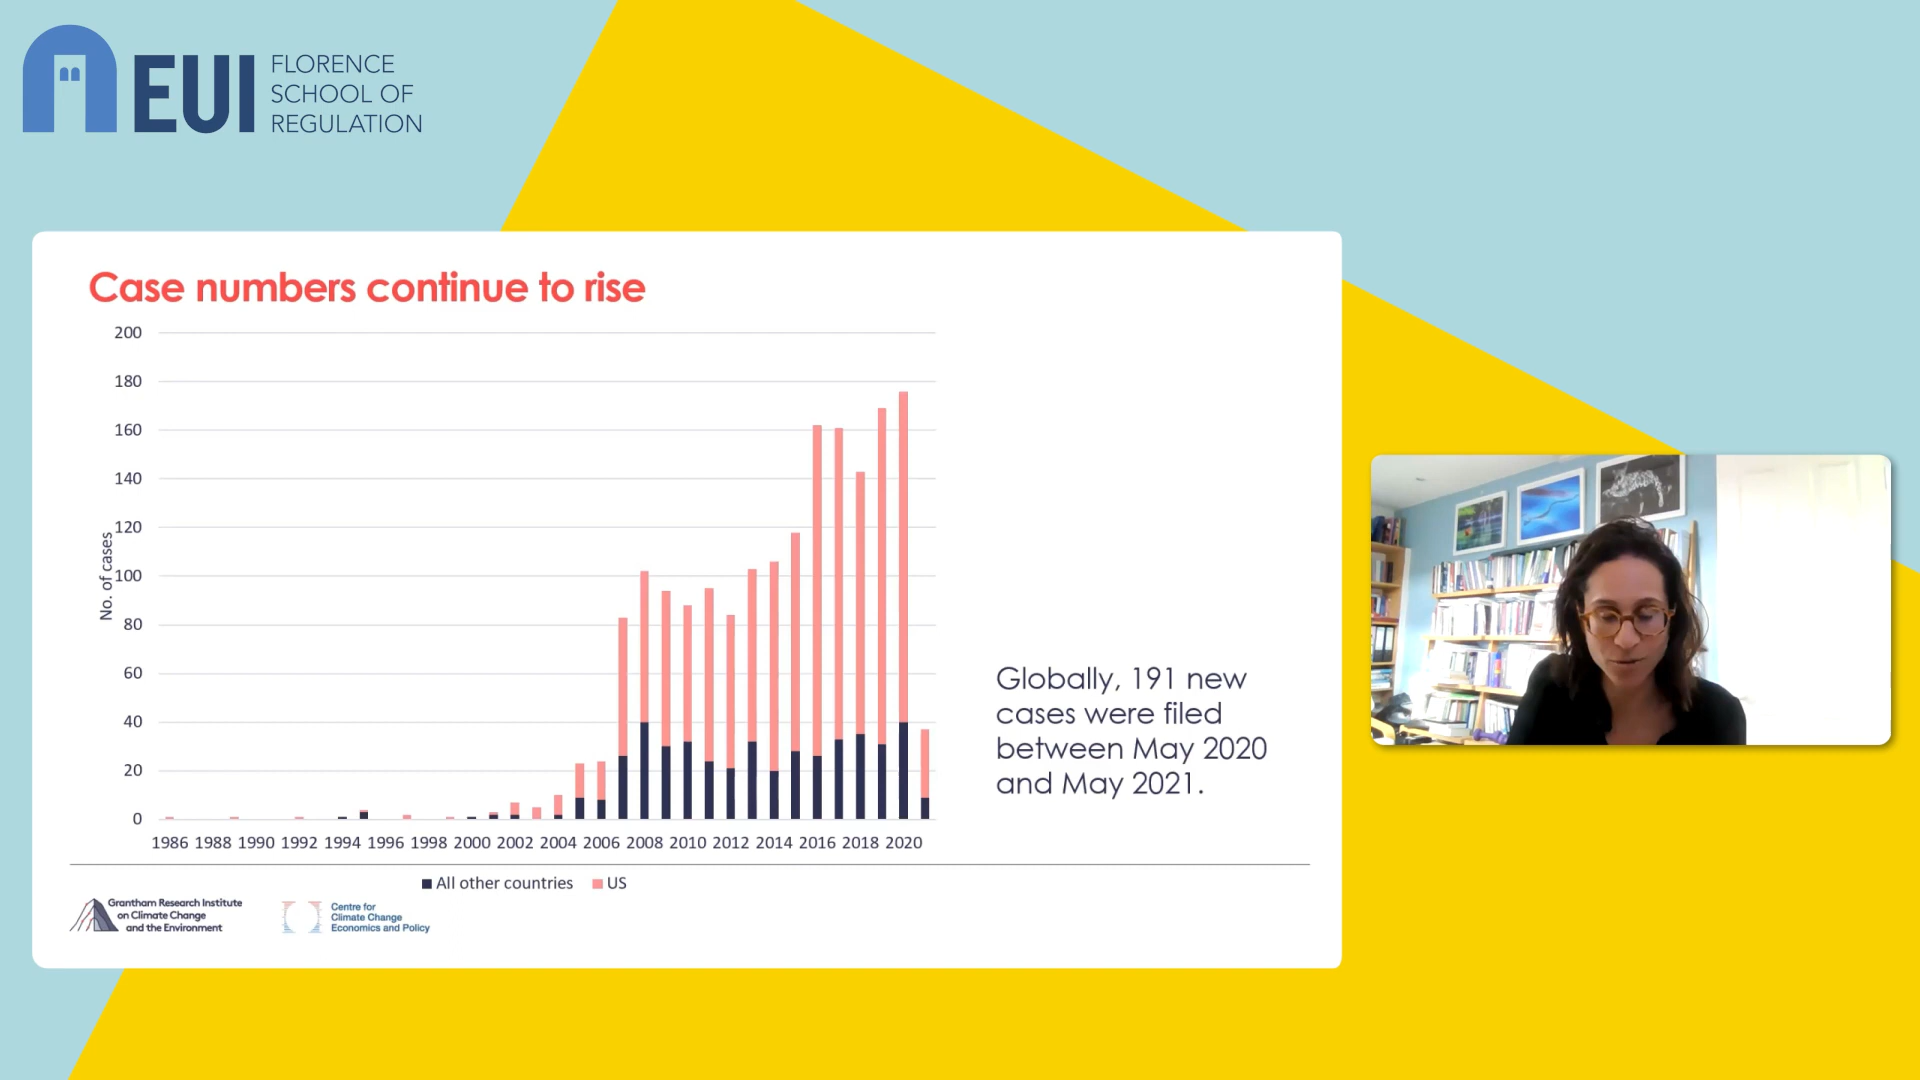 EUI
FLORENCE
SCHOOL OF
REGULATION
Case numbers continue to rise
200
180
160
140
120
100
80
60
40
20
0
No. of cases
1986 1988 1990 1992 1994 1996 1998 2000 2002 2004 2006 2008 2010 2012 2014 2016 2018 2020
All other countries US
Globally, 191 new
cases were filed
between May 2020
and May 2021.
Grantham Research Institute
on Climate Change
and the Environment
Centre for
Climate Change
Economics and Policy